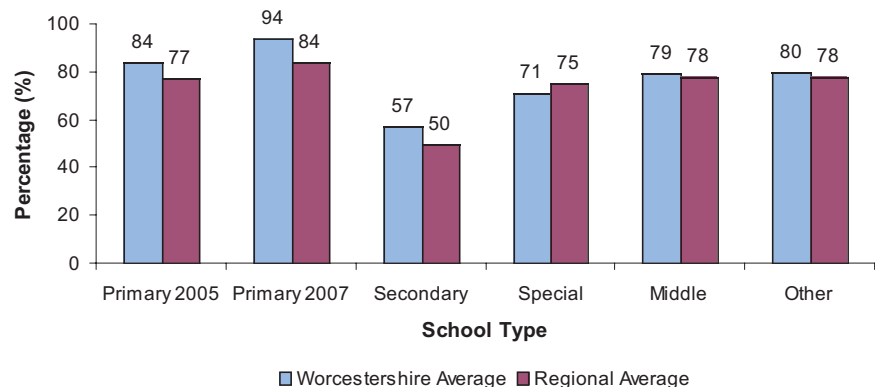 Percentage (%)
100
80
60
40
20
0
84
77
94
84
57
50
71
75
79
78
80
78
Primary 2005
Primary 2007
Secondary
Special
Middle
Other
School Type
Worcestershire Average
Regional Average